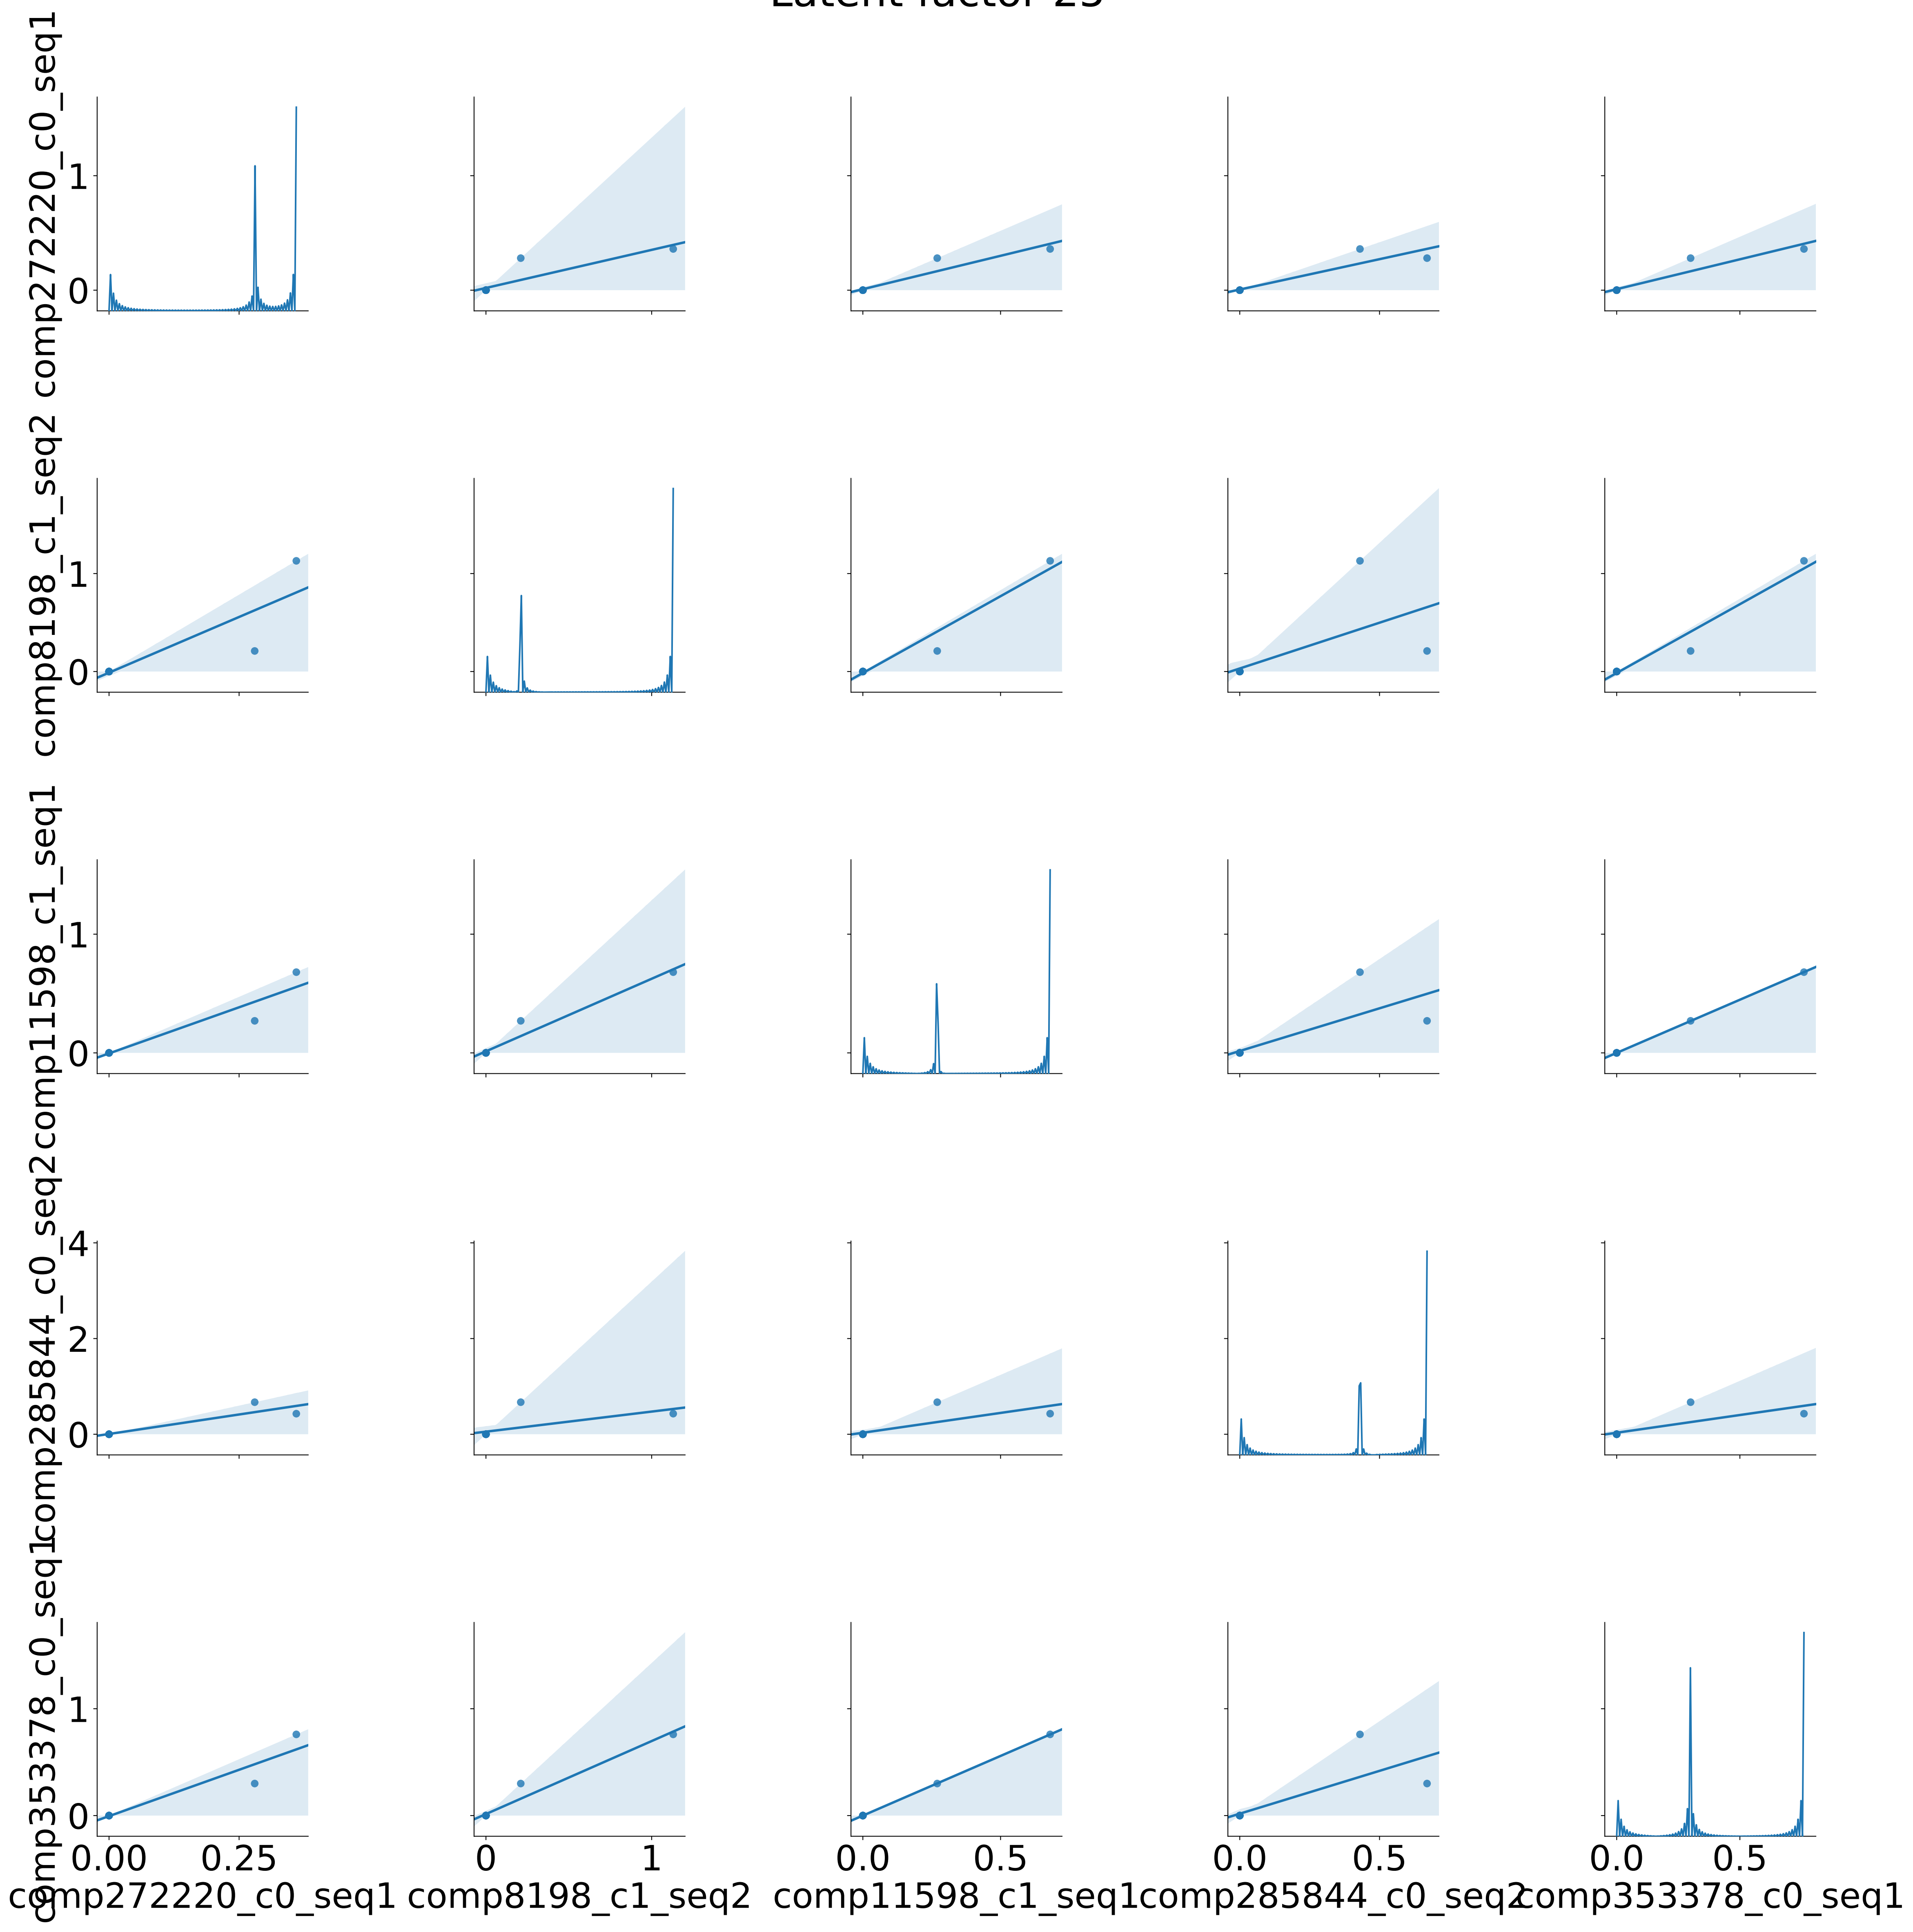 Latent factor 23
comp272220_c0_seq1
1
0
comp8198_c1_seq2
1
0
comp11598_c1_seq1
1
0
comp285844_c0_seq2
4
2
0
comp353378_c0_seq1
1
0
0.00 0.25 0 1 0.0 0.5 0.0 0.5 0.0 0.5
comp272220_c0_seq1 comp8198_c1_seq2 comp11598_c1_seq1 comp285844_c0_seq2 comp353378_c0_seq1